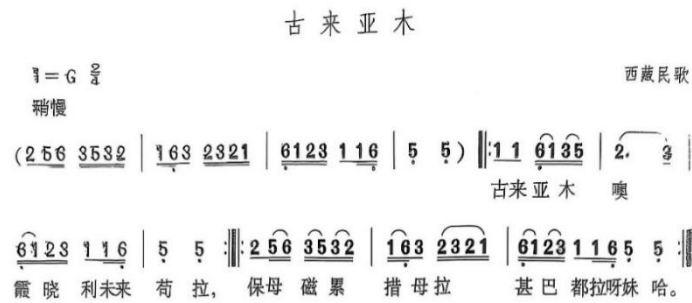 古来亚木
1=G 2/4
西藏民歌
稍慢
(256 3532 | 163 2321 | 6123 116 | 5 5) ‖: 11 6135 | 2. 3 |
古来亚木 噢
6123 116 | 5 5 :‖: 256 3532 | 163 2321 | 6123 1165 5 :‖
霞晓 利未来 苟拉, 保母 磁累 措母拉 甚巴都拉呀妹哈。